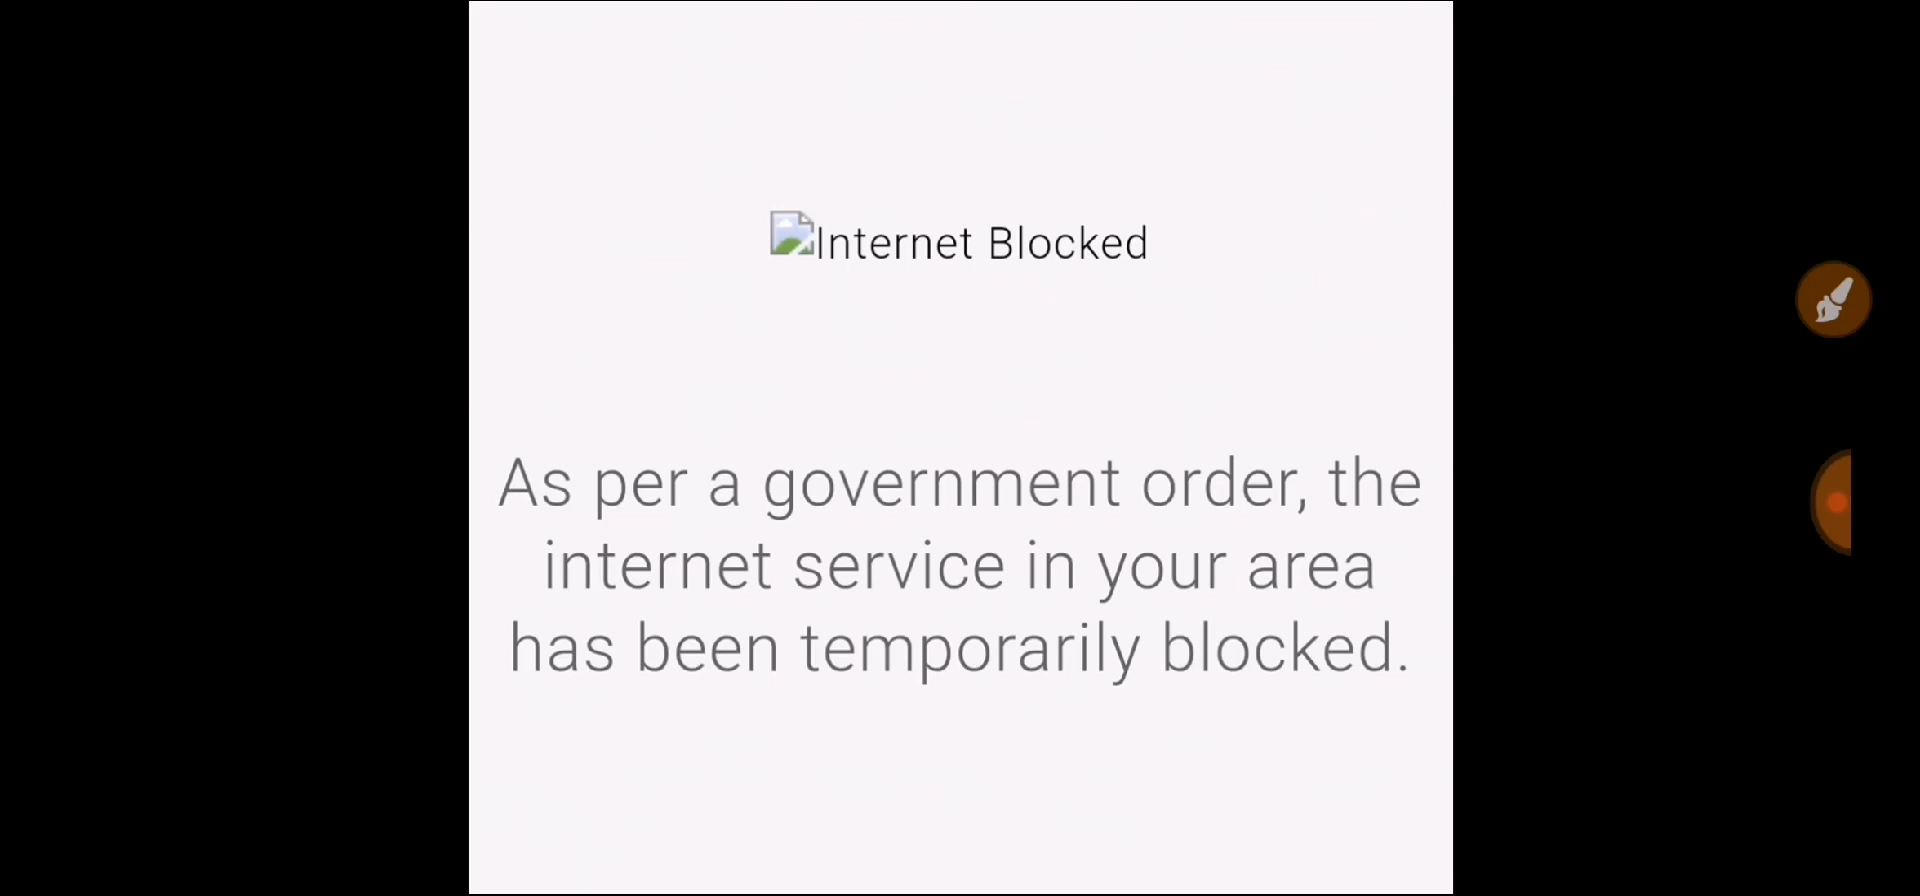 Internet Blocked
As per a government order, the
internet service in your area
has been temporarily blocked.